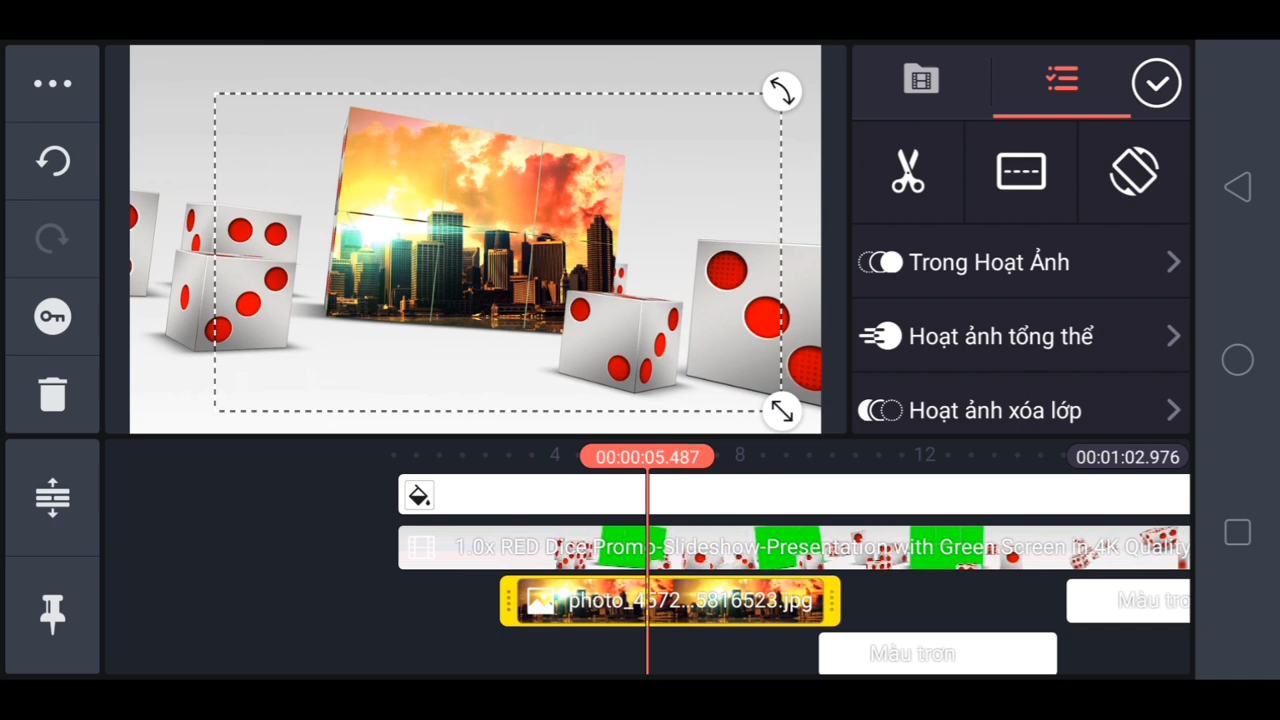 Trong Hoạt Ảnh
Hoạt ảnh tổng thể
Hoạt ảnh xóa lớp
4 00:00:05.487 8 12 00:01:02.976
1.0x RED Dice Promo-Slideshow-Presentation with Green Screen in 4K Quality
photo_4572...5816523.jpg
Màu trơ
Màu trơn